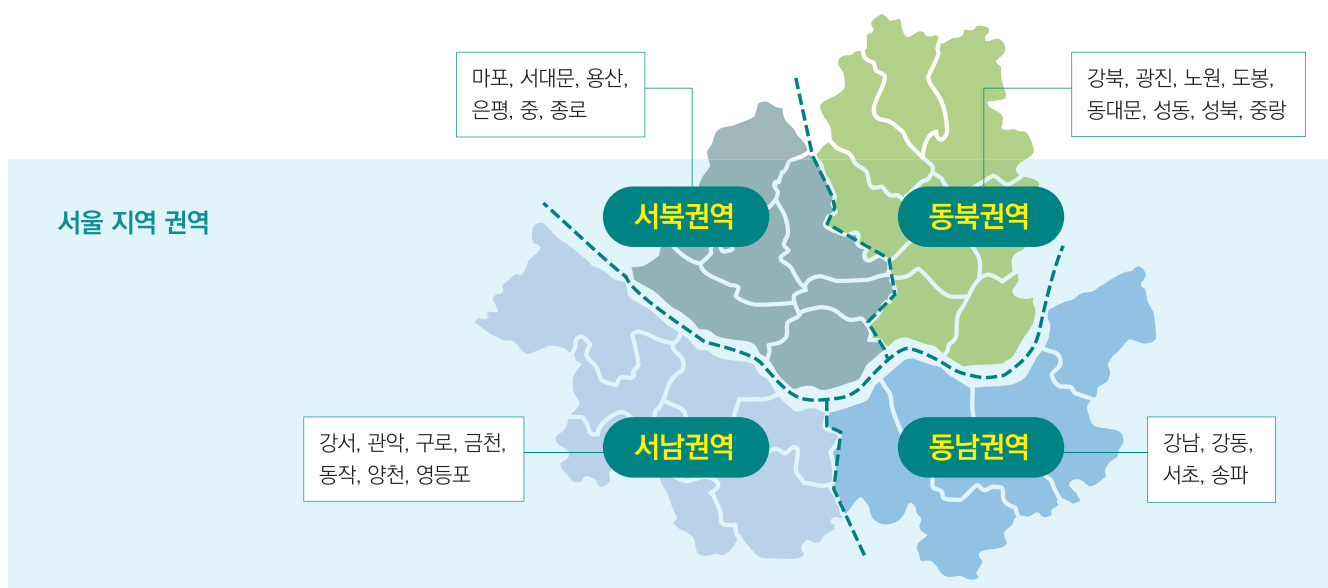 마포, 서대문, 용산,
은평, 중, 종로
강북, 광진, 노원, 도봉,
동대문, 성동, 성북, 중랑
서울 지역 권역
서북권역
동북권역
강서, 관악, 구로, 금천,
동작, 양천, 영등포
서남권역
동남권역
강남, 강동,
서초, 송파